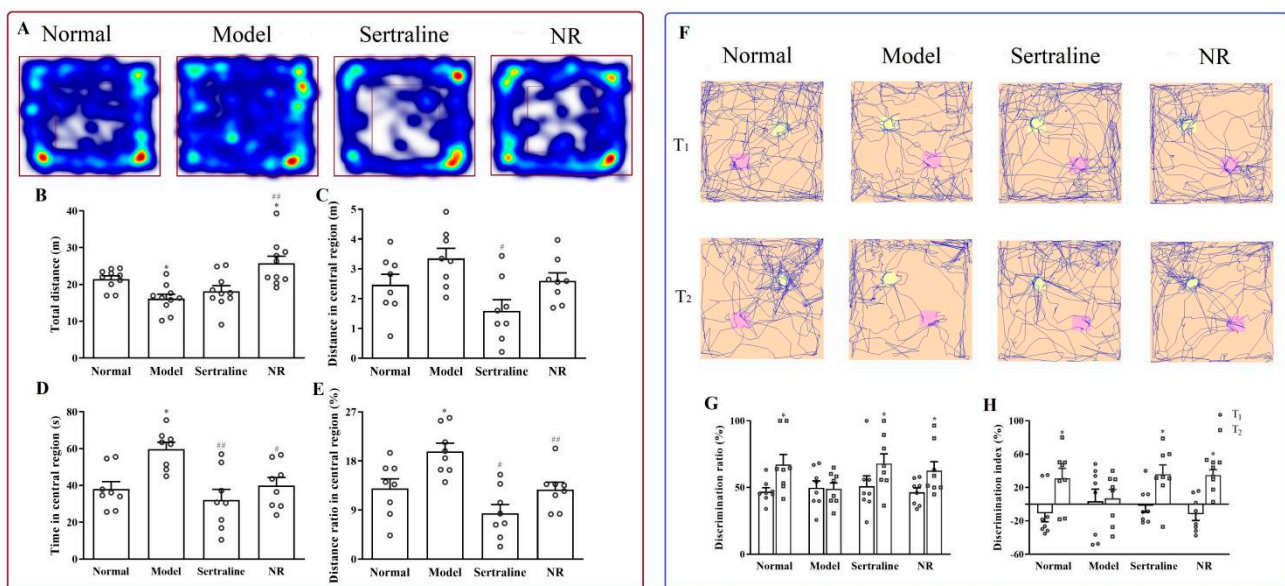 A
Normal Model Sertraline NR
B
Total distance (m)
40
30
20
10
0
*
##
*
Normal Model Sertraline NR
C
Distance in central region (m)
5
4
3
2
1
0
#
Normal Model Sertraline NR
D
Time in central region (s)
80
60
40
20
0
*
##
#
Normal Model Sertraline NR
E
Distance ratio in central region (%)
27
18
9
0
*
#
##
Normal Model Sertraline NR
F
Normal Model Sertraline NR
T1
T2
G
Discrimination ratio (%)
100
50
0
*
*
*
Normal Model Sertraline NR
H
Discrimination index (%)
100
60
20
-20
-60
*
*
*
T1
T2
Normal Model Sertraline NR